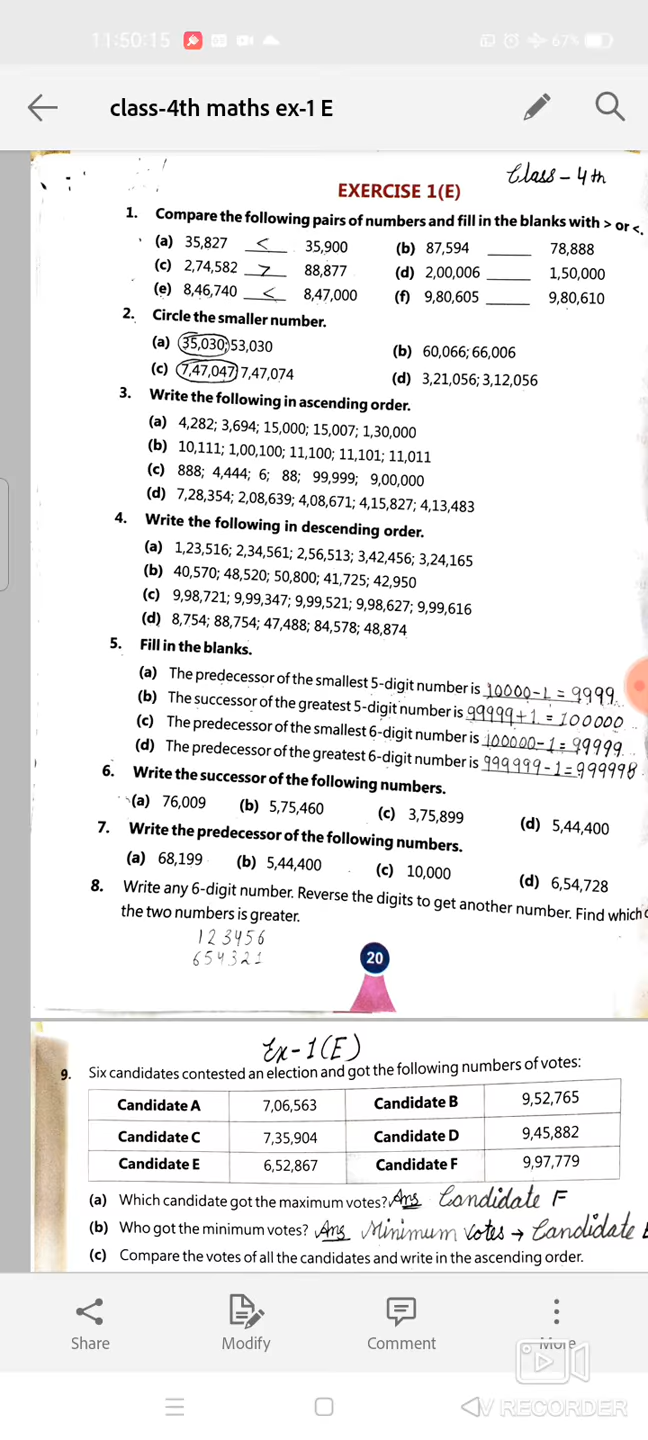 11:50:15
67%
class-4th maths ex-1 E
Class - 4th
EXERCISE 1(E)
1. Compare the following pairs of numbers and fill in the blanks with > or <.
(a) 35,827 < 35,900 (b) 87,594 ____ 78,888
(c) 2,74,582 > 88,877 (d) 2,00,006 ____ 1,50,000
(e) 8,46,740 < 8,47,000 (f) 9,80,605 ____ 9,80,610
2. Circle the smaller number.
(a) 35,030; 53,030 (b) 60,066; 66,006
(c) 7,47,047; 7,47,074 (d) 3,21,056; 3,12,056
3. Write the following in ascending order.
(a) 4,282; 3,694; 15,000; 15,007; 1,30,000
(b) 10,111; 1,00,100; 11,100; 11,101; 11,011
(c) 888; 4,444; 6; 88; 99,999; 9,00,000
(d) 7,28,354; 2,08,639; 4,08,671; 4,15,827; 4,13,483
4. Write the following in descending order.
(a) 1,23,516; 2,34,561; 2,56,513; 3,42,456; 3,24,165
(b) 40,570; 48,520; 50,800; 41,725; 42,950
(c) 9,98,721; 9,99,347; 9,99,521; 9,98,627; 9,99,616
(d) 8,754; 88,754; 47,488; 84,578; 48,874
5. Fill in the blanks.
(a) The predecessor of the smallest 5-digit number is 10000-1 = 9999.
(b) The successor of the greatest 5-digit number is 99999+1 = 100000
(c) The predecessor of the smallest 6-digit number is 100000-1 = 99999.
(d) The predecessor of the greatest 6-digit number is 999999-1 = 999998.
6. Write the successor of the following numbers.
(a) 76,009 (b) 5,75,460 (c) 3,75,899 (d) 5,44,400
7. Write the predecessor of the following numbers.
(a) 68,199 (b) 5,44,400 (c) 10,000 (d) 6,54,728
8. Write any 6-digit number. Reverse the digits to get another number. Find which
the two numbers is greater.
123456
654321
20
Ex-1(E)
9. Six candidates contested an election and got the following numbers of votes:
Candidate A 7,06,563 Candidate B 9,52,765
Candidate C 7,35,904 Candidate D 9,45,882
Candidate E 6,52,867 Candidate F 9,97,779
(a) Which candidate got the maximum votes? Ans Candidate F
(b) Who got the minimum votes? Ans Minimum votes → Candidate
(c) Compare the votes of all the candidates and write in the ascending order.
Share Modify Comment More
V RECORDER